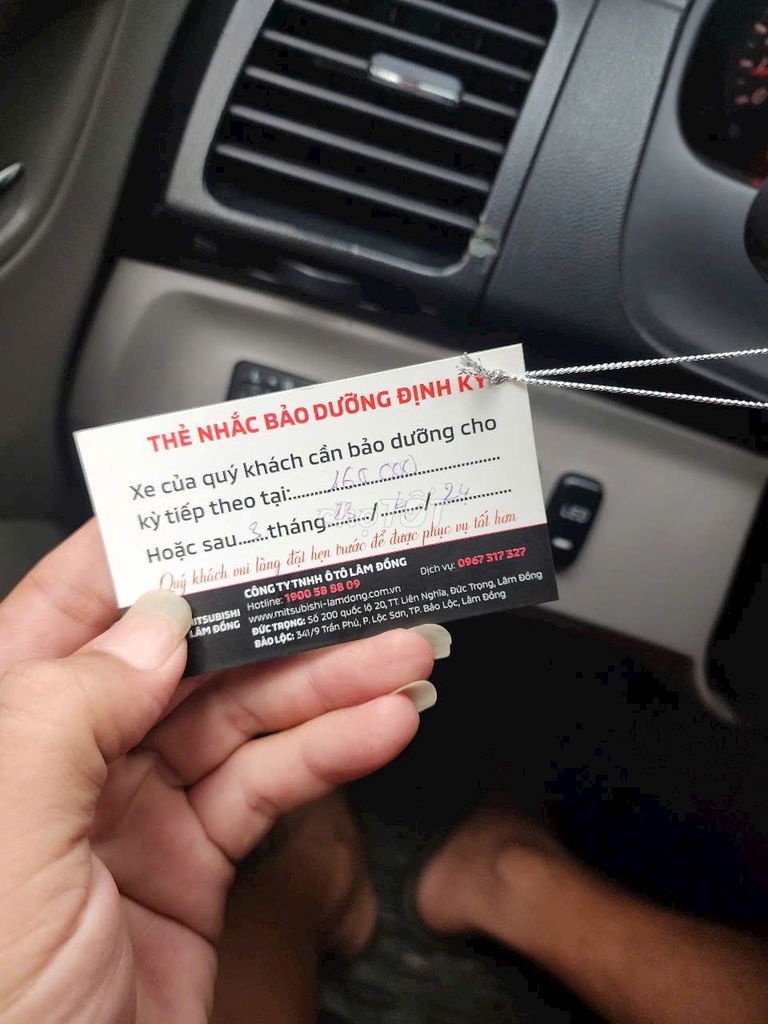 THẺ NHẮC BẢO DƯỠNG ĐỊNH KỲ
Xe của quý khách cần bảo dưỡng cho
kỳ tiếp theo tại: 160 000
Hoặc sau 3 tháng / 4 / 24
Quý khách vui lòng đặt hẹn trước để được phục vụ tốt hơn
CÔNG TY TNHH Ô TÔ LÂM ĐỒNG
Hotline: 1900 58 88 09 Dịch vụ: 0967 317 327
www.mitsubishi-lamdong.com.vn
ĐỨC TRỌNG: Số 200 quốc lộ 20, TT. Liên Nghĩa, Đức Trọng, Lâm Đồng
BẢO LỘC: 341/9 Trần Phú, P. Lộc Sơn, TP. Bảo Lộc, Lâm Đồng
MITSUBISHI
LÂM ĐỒNG
LED